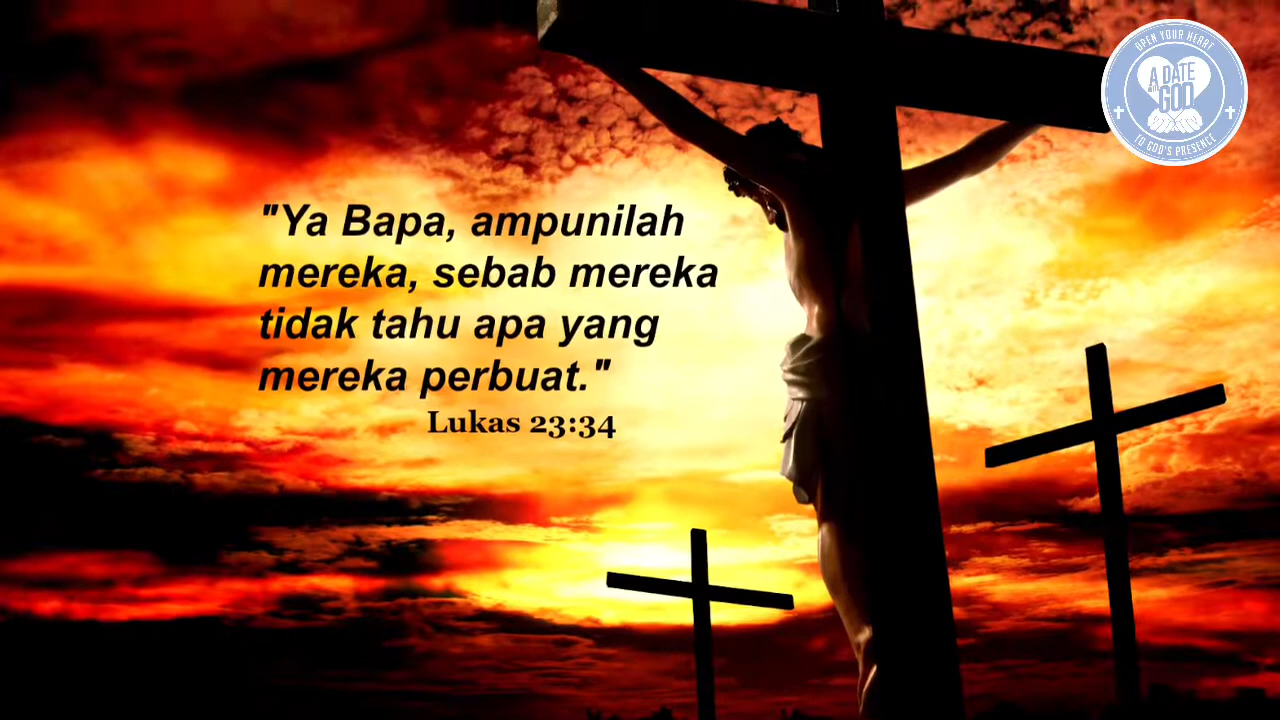 "Ya Bapa, ampunilah
mereka, sebab mereka
tidak tahu apa yang
mereka perbuat."
Lukas 23:34
OPEN YOUR HEART
A DATE
WITH
GOD
TO GOD'S PRESENCE